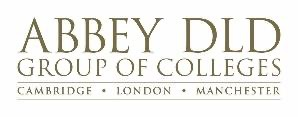 ABBEY DLD
GROUP OF COLLEGES
CAMBRIDGE • LONDON • MANCHESTER